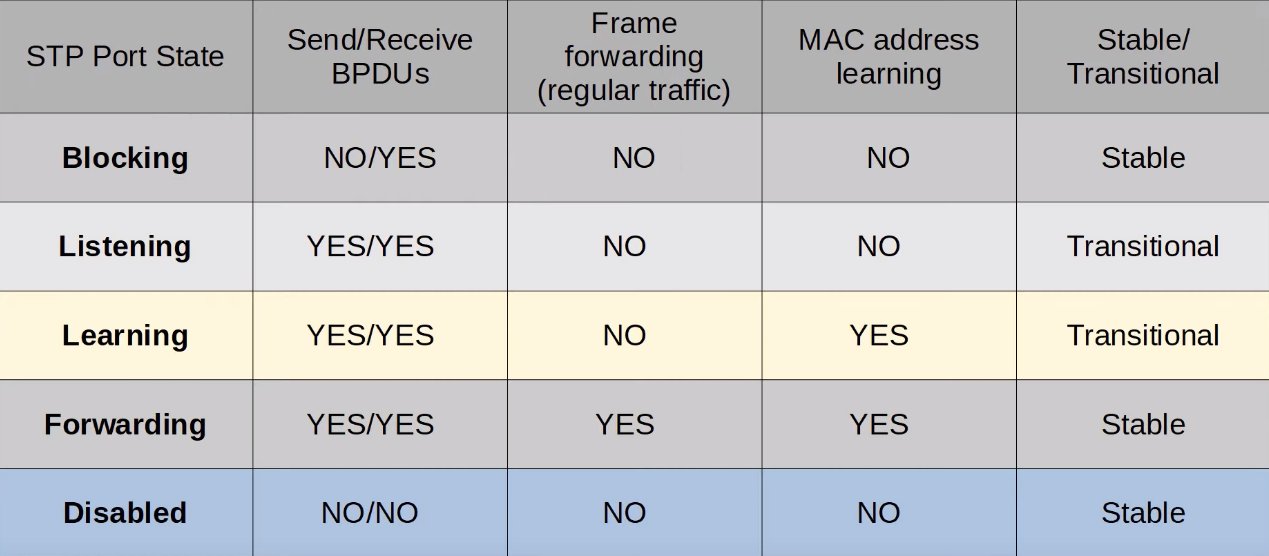 STP Port State
Send/Receive
BPDUs
Frame
forwarding
(regular traffic)
MAC address
learning
Stable/
Transitional
Blocking
NO/YES
NO
NO
Stable
Listening
YES/YES
NO
NO
Transitional
Learning
YES/YES
NO
YES
Transitional
Forwarding
YES/YES
YES
YES
Stable
Disabled
NO/NO
NO
NO
Stable